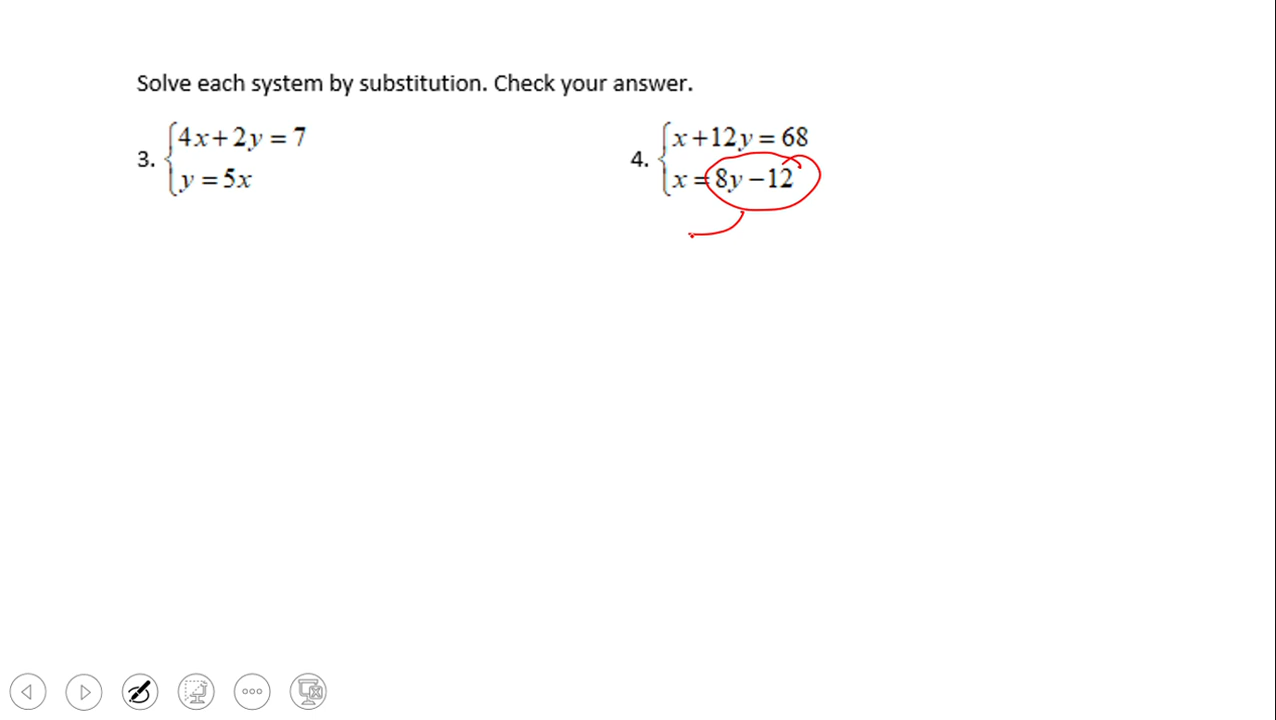 Solve each system by substitution. Check your answer.
3. {4x+2y = 7
y = 5x
4. {x+12y = 68
x = 8y−12